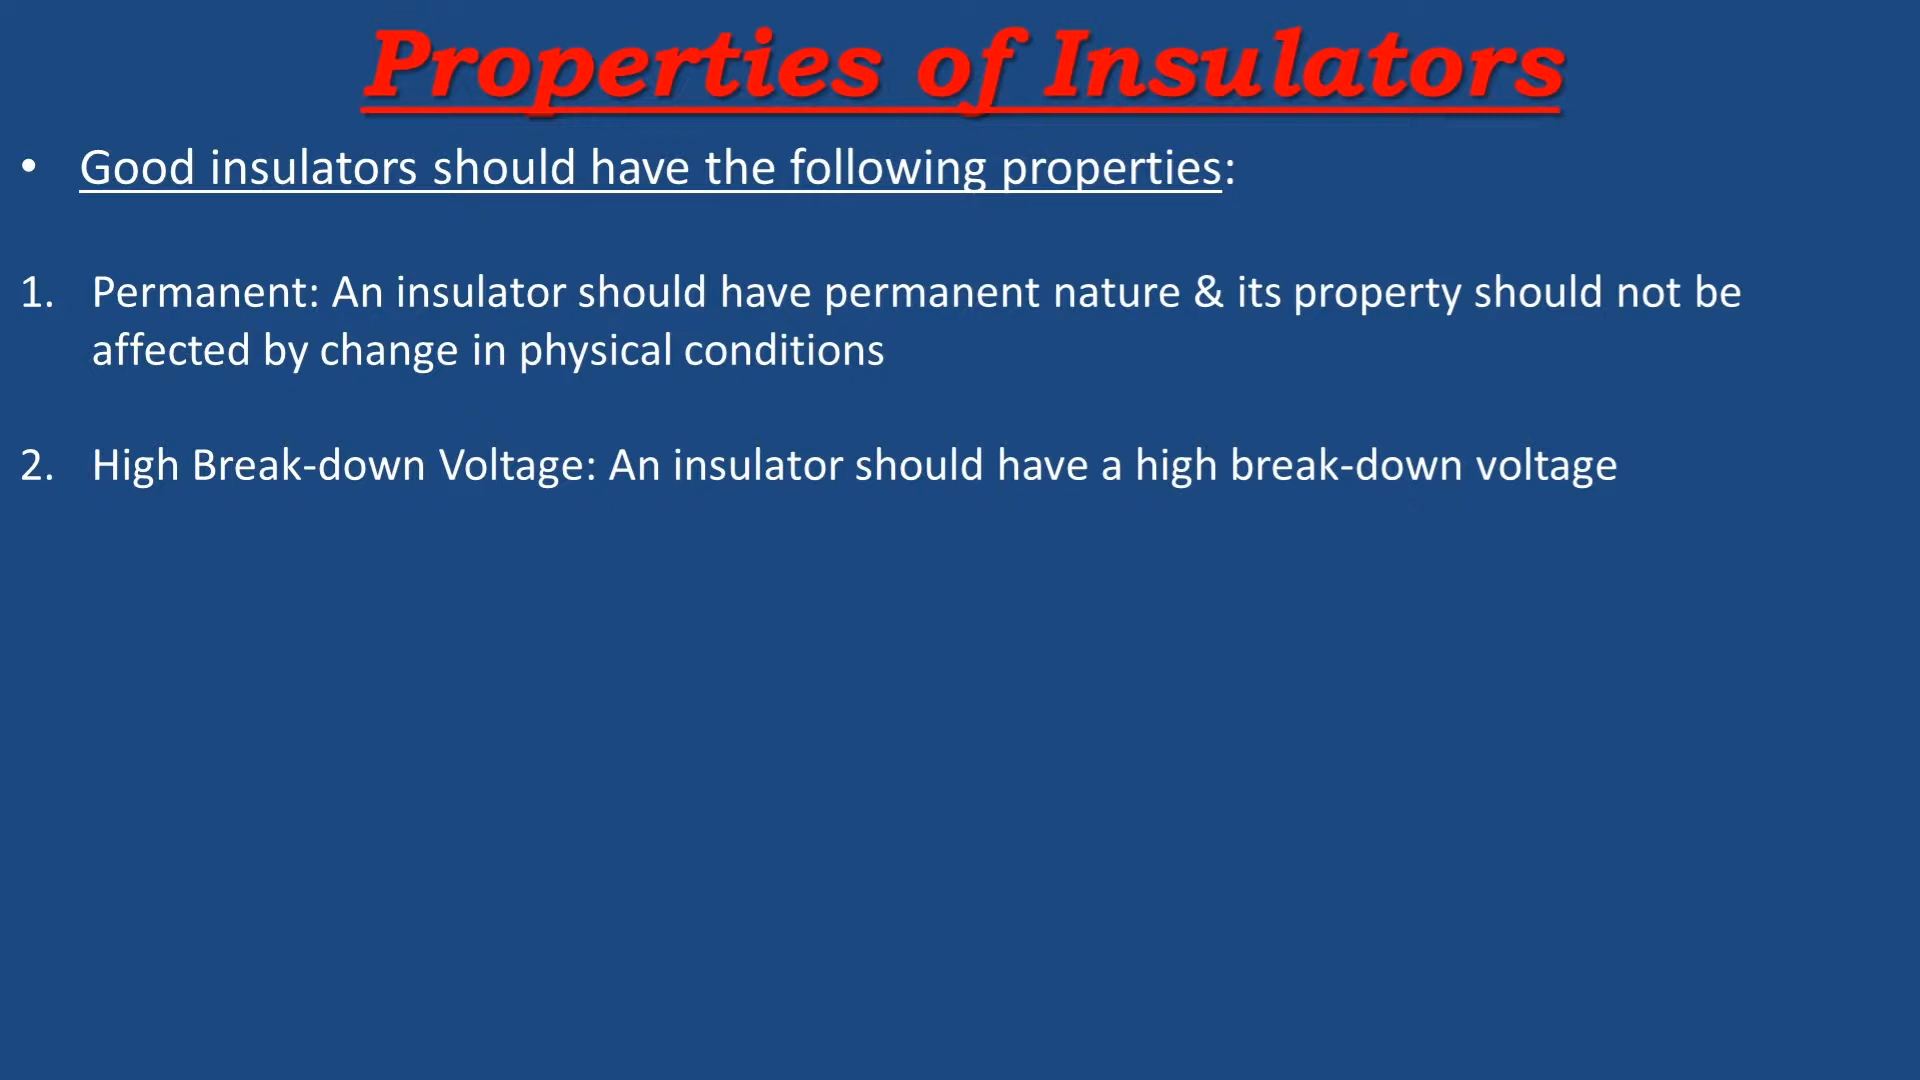 Properties of Insulators
• Good insulators should have the following properties:
1. Permanent: An insulator should have permanent nature & its property should not be
affected by change in physical conditions
2. High Break-down Voltage: An insulator should have a high break-down voltage